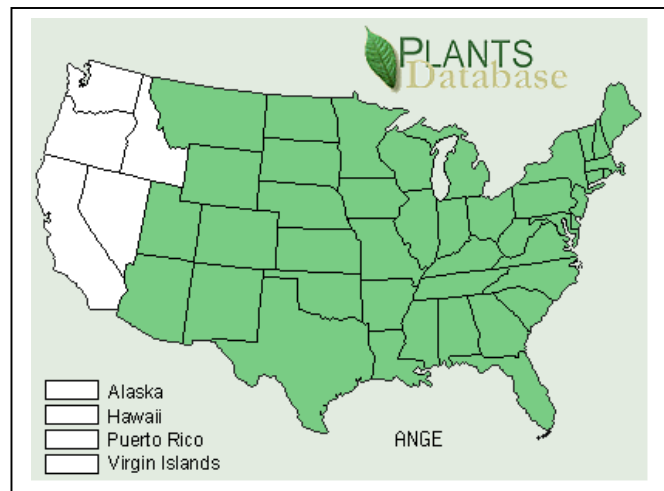 PLANTS
Database
Alaska
Hawaii
Puerto Rico
Virgin Islands
ANGE